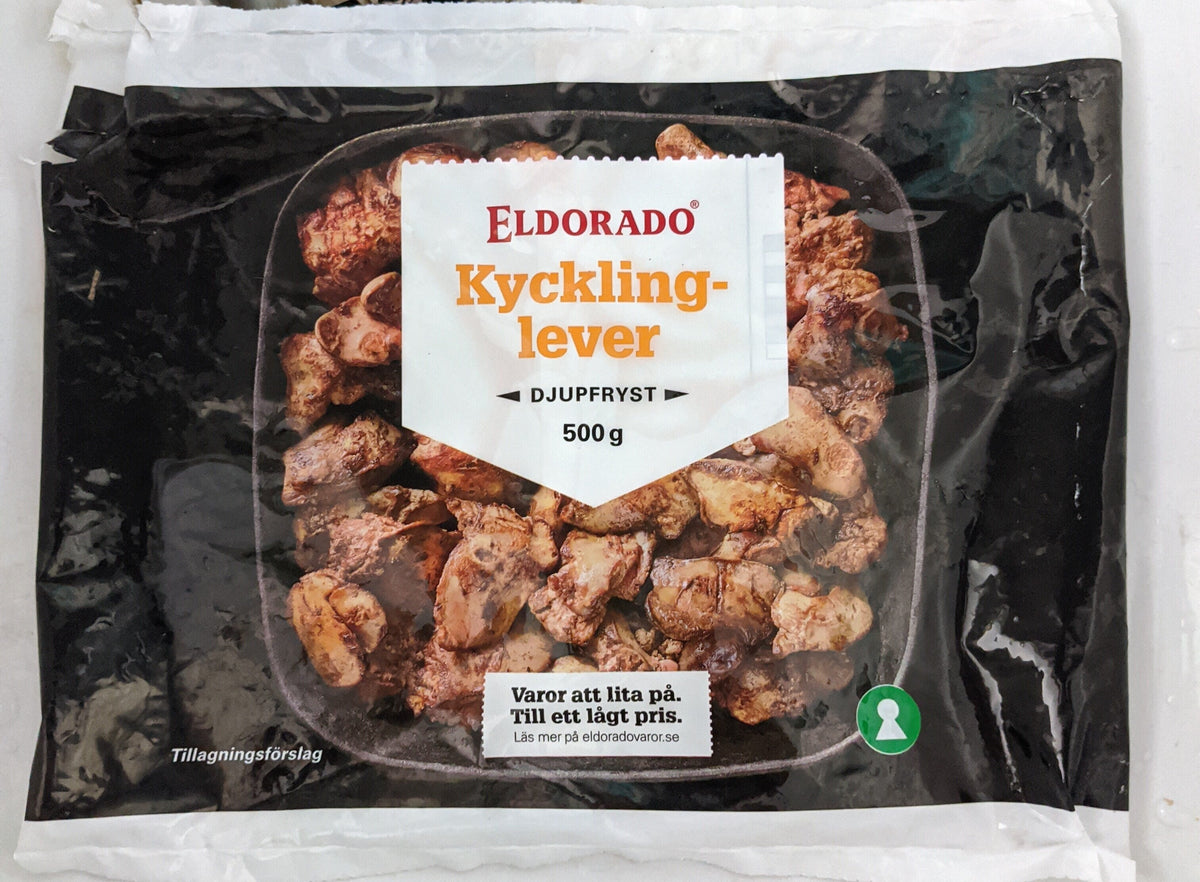 ELDORADO®
Kyckling-
lever
DJUPFRYST
500 g
Varor att lita på.
Till ett lågt pris.
Läs mer på eldoradovaror.se
Tillagningsförslag